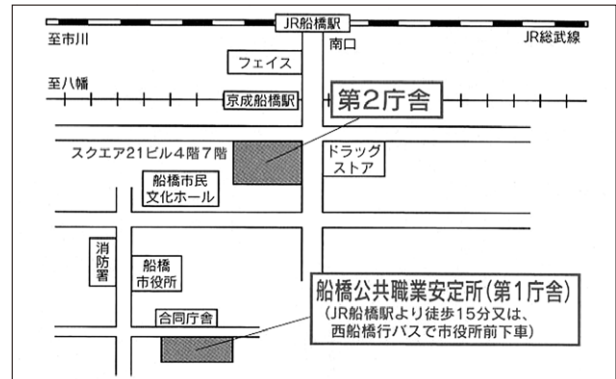 JR船橋駅
至市川
南口
JR総武線
フェイス
至八幡
京成船橋駅
第2庁舎
スクエア21ビル4階7階
ドラッグ
ストア
船橋市民
文化ホール
消防署
船橋
市役所
合同庁舎
船橋公共職業安定所(第1庁舎)
(JR船橋駅より徒歩15分又は、
西船橋行バスで市役所前下車)